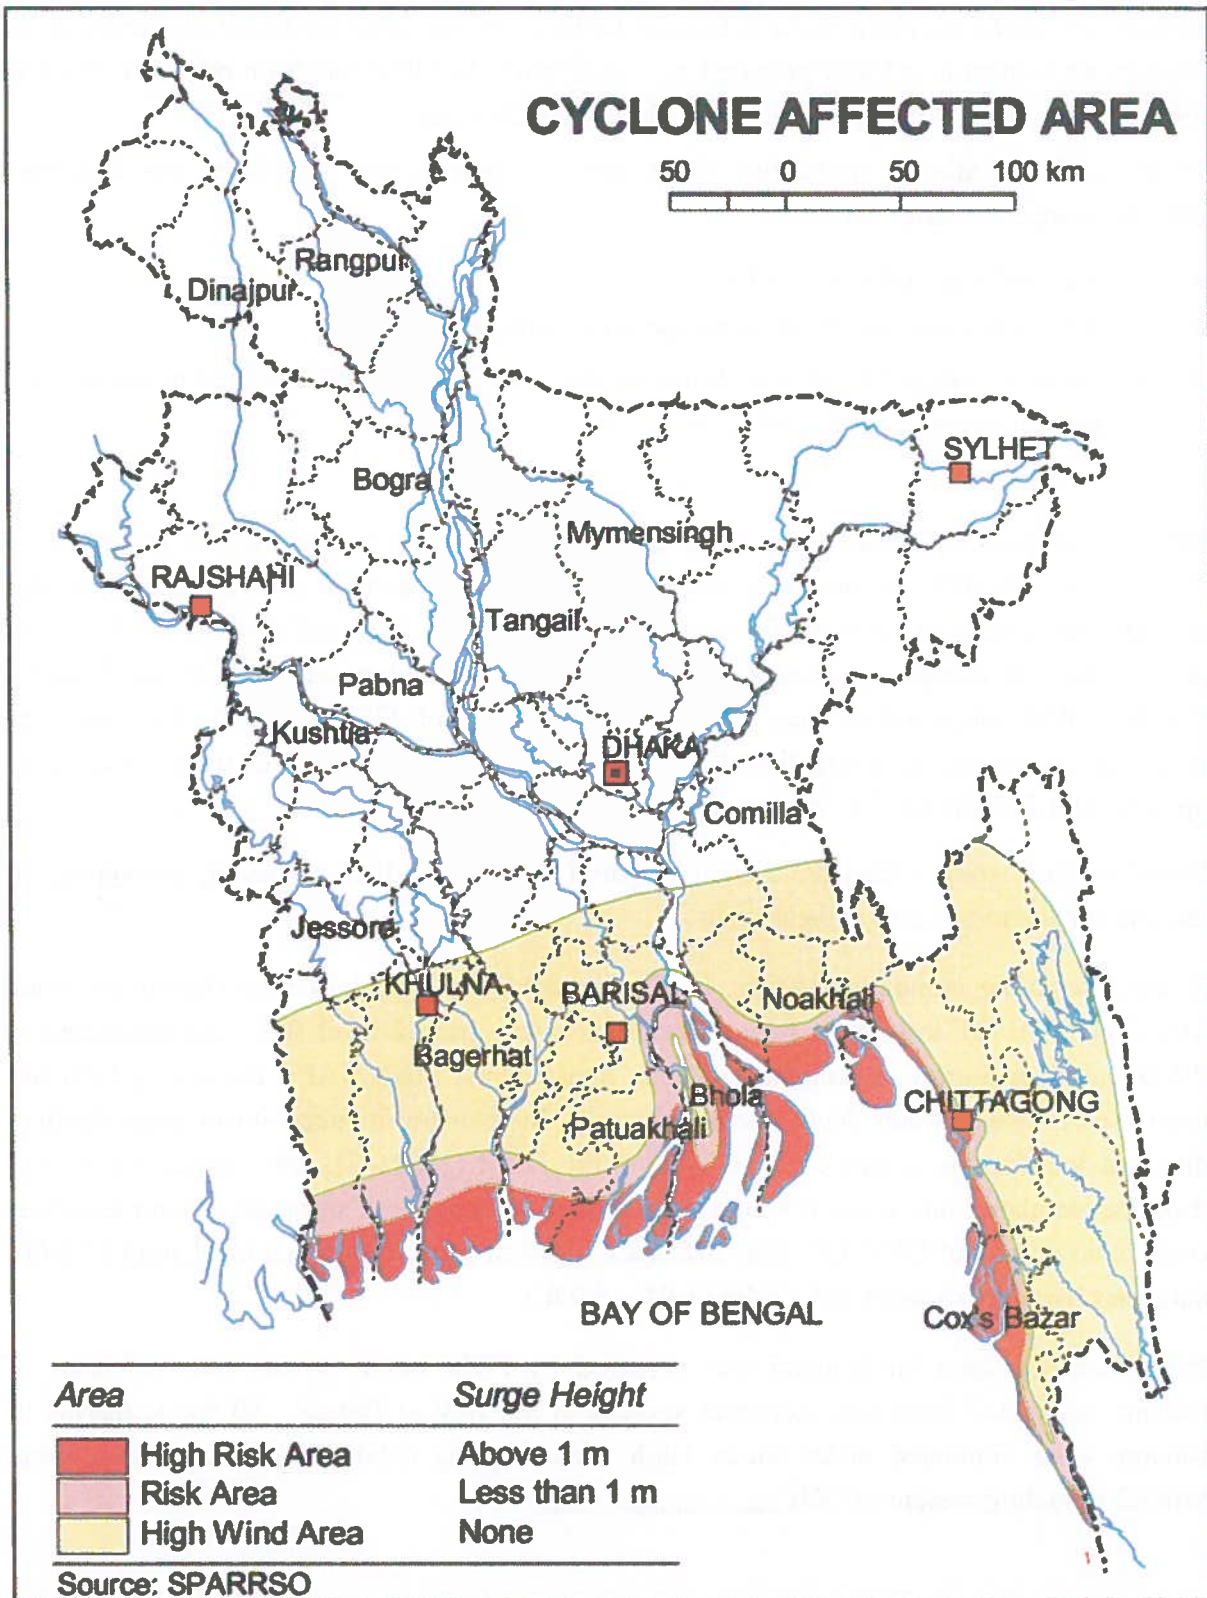 CYCLONE AFFECTED AREA
50 0 50 100 km
Rangpur
Dinajpur
SYLHET
Bogra
Mymensingh
RAJSHAHI
Tangail
Pabna
Kushtia
DHAKA
Comilla
Jessora
KHULNA
BARISAL
Noakhali
Bagerhat
Bhola
CHITTAGONG
Patuakhali
BAY OF BENGAL
Cox's Bazar
Area Surge Height
High Risk Area Above 1 m
Risk Area Less than 1 m
High Wind Area None
Source: SPARRSO